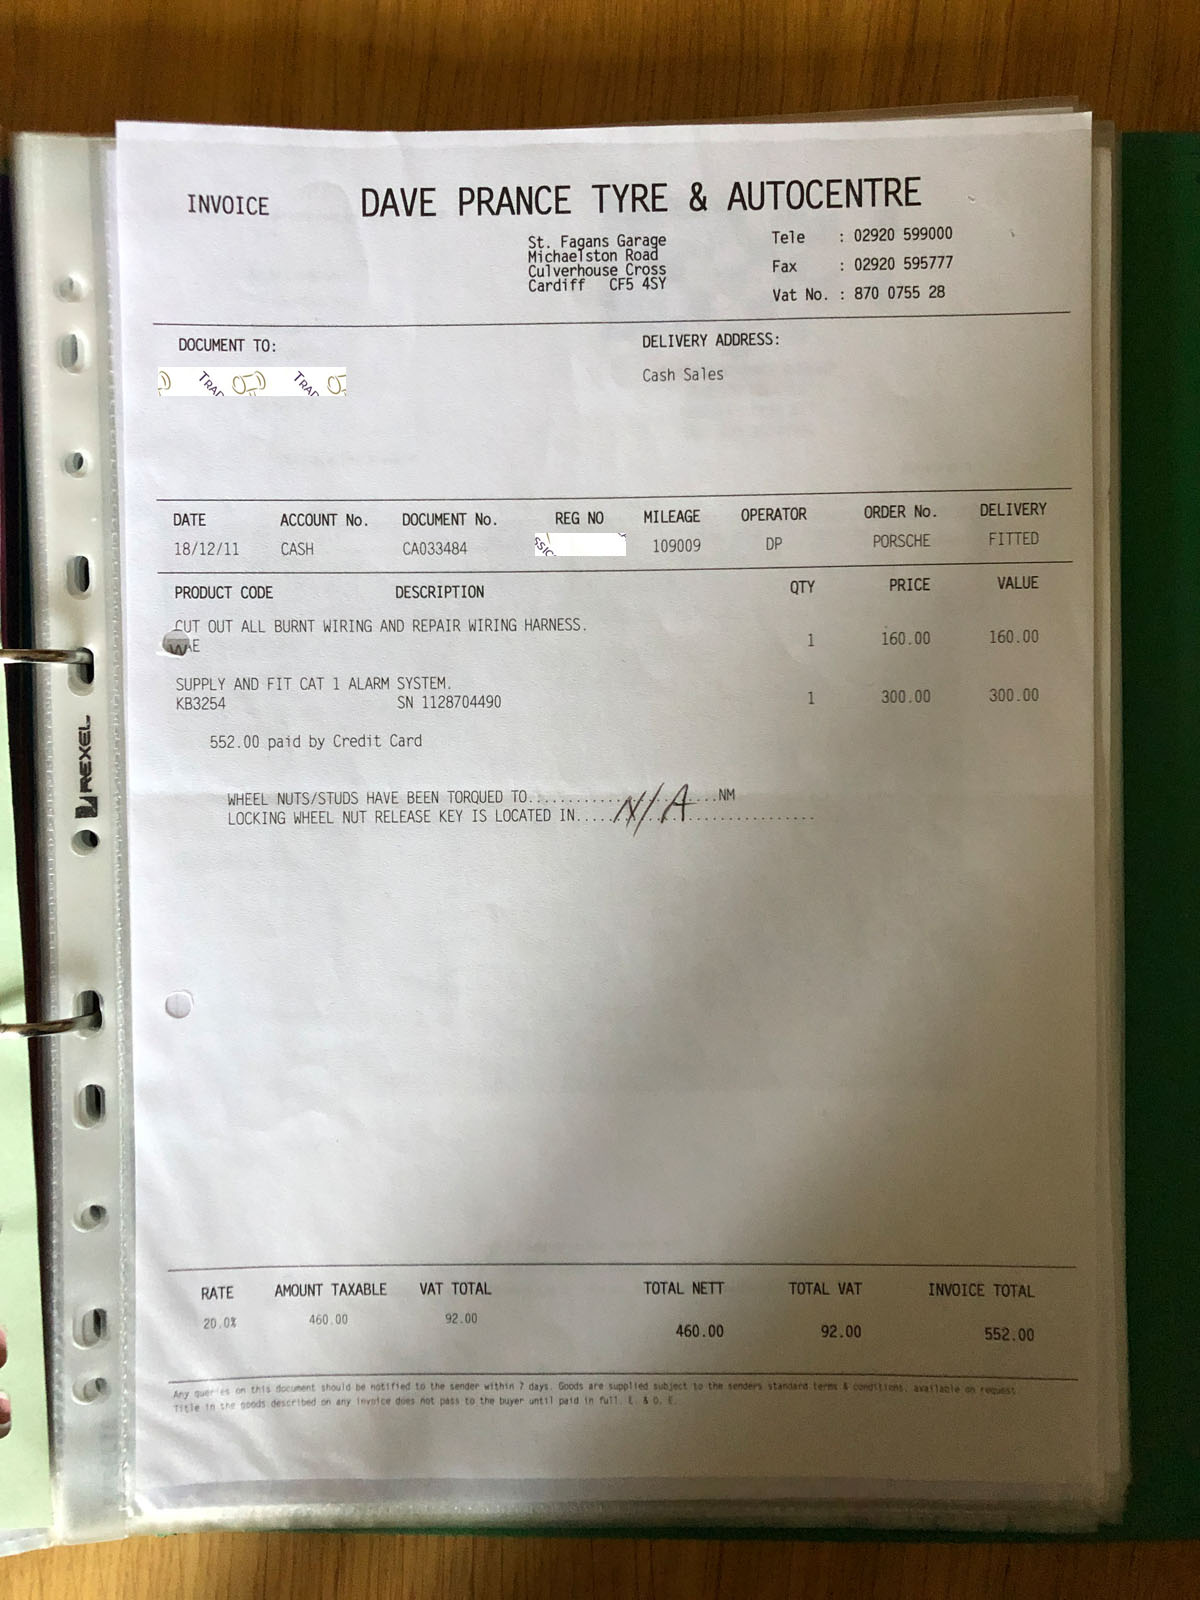 INVOICE DAVE PRANCE TYRE & AUTOCENTRE
St. Fagans Garage
Michaelston Road
Culverhouse Cross
Cardiff CF5 4SY
Tele : 02920 599000
Fax : 02920 595777
Vat No. : 870 0755 28
DOCUMENT TO:
DELIVERY ADDRESS:
Cash Sales
DATE ACCOUNT No. DOCUMENT No. REG NO MILEAGE OPERATOR ORDER No. DELIVERY
18/12/11 CASH CA033484 109009 DP PORSCHE FITTED
PRODUCT CODE DESCRIPTION QTY PRICE VALUE
CUT OUT ALL BURNT WIRING AND REPAIR WIRING HARNESS.
1 160.00 160.00
SUPPLY AND FIT CAT 1 ALARM SYSTEM.
KB3254 SN 1128704490 1 300.00 300.00
552.00 paid by Credit Card
WHEEL NUTS/STUDS HAVE BEEN TORQUED TO.......................NM
LOCKING WHEEL NUT RELEASE KEY IS LOCATED IN.....N/A..................
REXEL
RATE AMOUNT TAXABLE VAT TOTAL TOTAL NETT TOTAL VAT INVOICE TOTAL
20.0% 460.00 92.00 460.00 92.00 552.00
Any queries on this document should be notified to the sender within 7 days. Goods are supplied subject to the senders standard terms & conditions, available on request.
Title in the goods described on any invoice does not pass to the buyer until paid in full. E. & O. E.